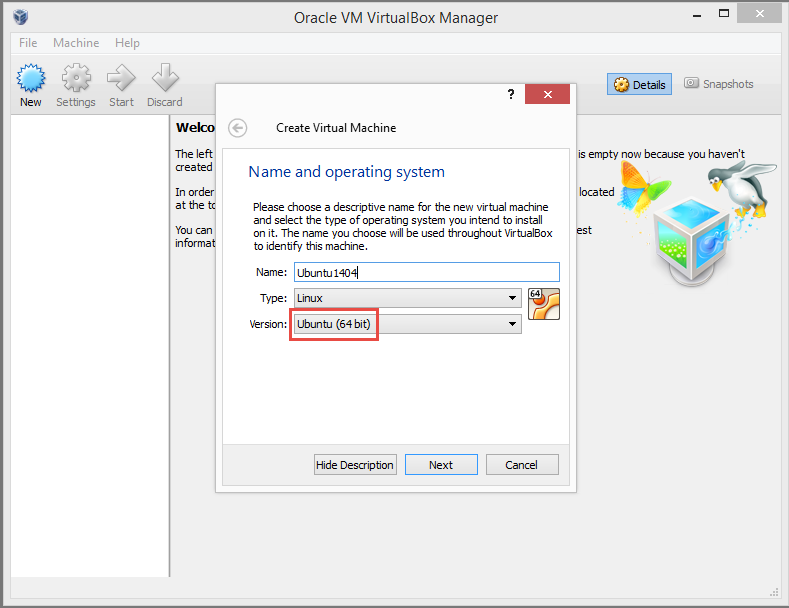 Oracle VM VirtualBox Manager
File Machine Help
New Settings Start Discard
Details Snapshots
Welco
The left
created
In order
at the to
You can
informat
is empty now because you haven't
located
est
?
Create Virtual Machine
Name and operating system
Please choose a descriptive name for the new virtual machine
and select the type of operating system you intend to install
on it. The name you choose will be used throughout VirtualBox
to identify this machine.
Name: Ubuntu1404
Type: Linux
64
Version: Ubuntu (64 bit)
Hide Description Next Cancel